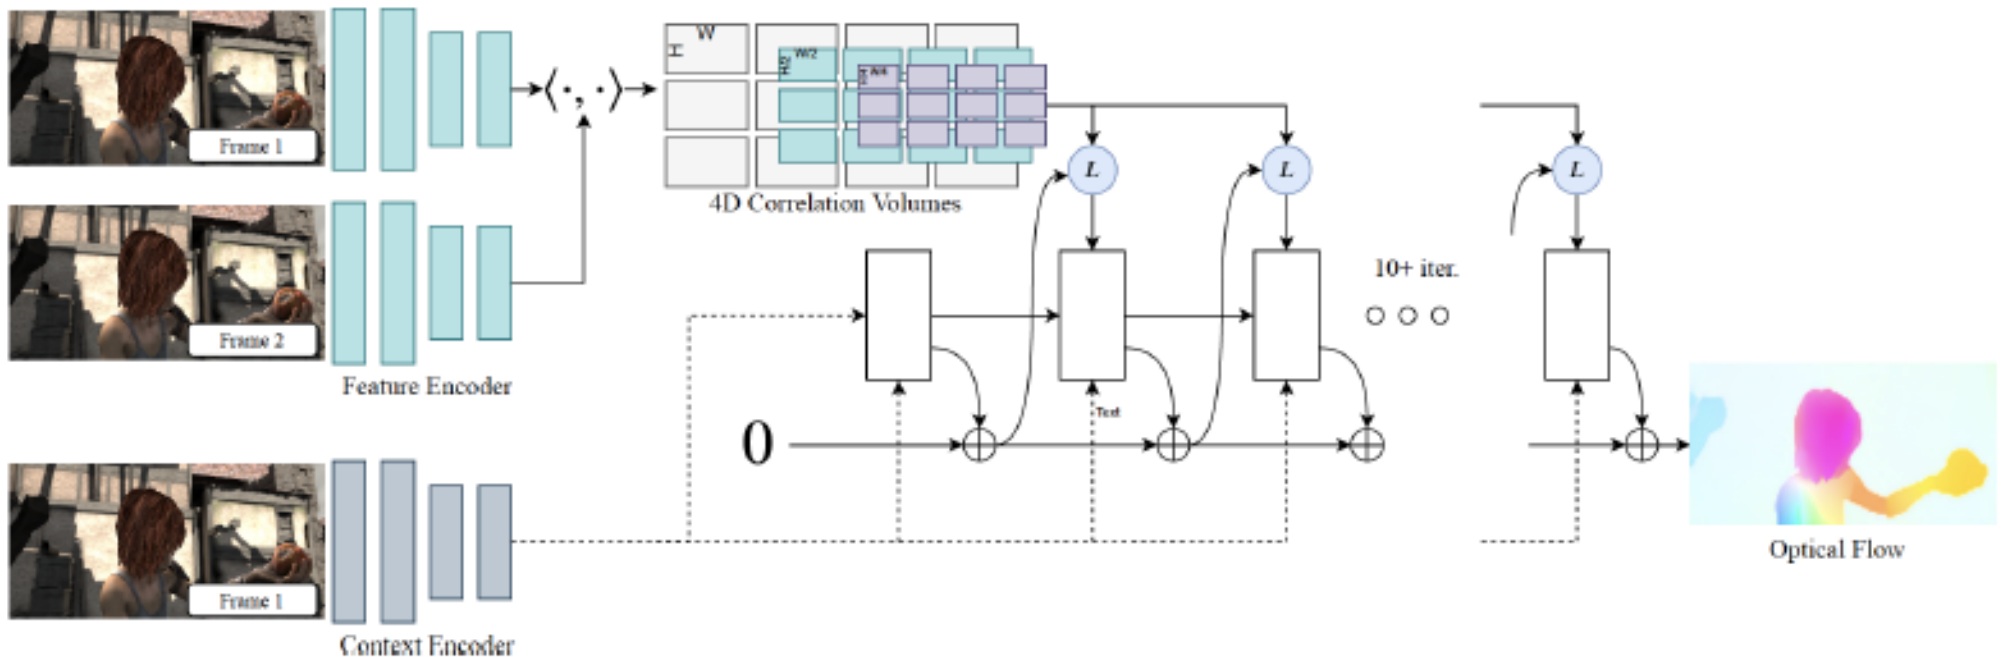 Frame 1
Frame 2
Feature Encoder
Frame 1
Context Encoder
⟨·, ·⟩
H
W
H/2
W/2
W/4
4D Correlation Volumes
L
L
L
10+ iter.
Text
0
Optical Flow